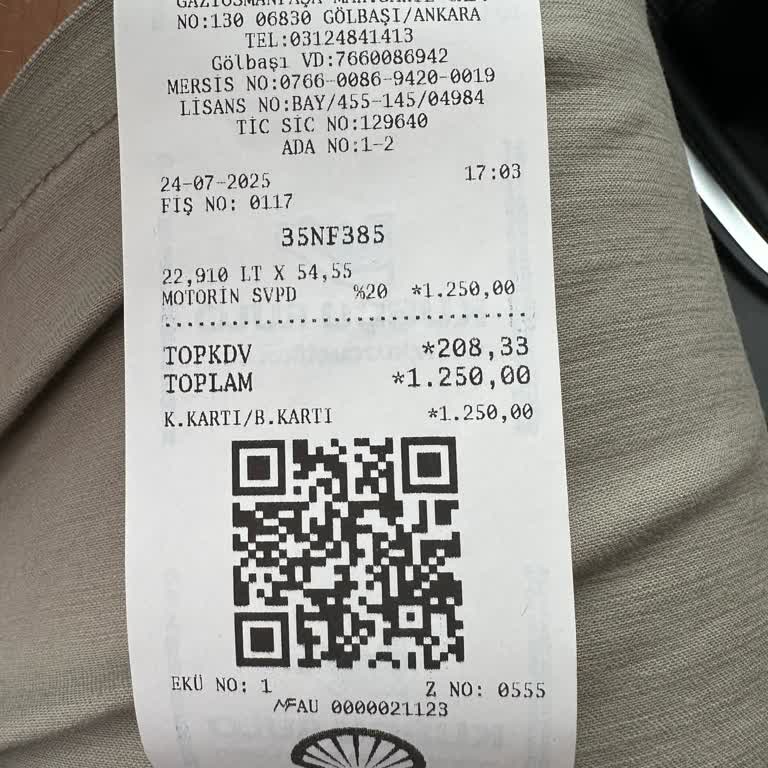 NO:130 06830 GÖLBAŞI/ANKARA
TEL:03124841413
Gölbaşı VD:7660086942
MERSİS NO:0766-0086-9420-0019
LİSANS NO:BAY/455-145/04984
TİC SİC NO:129640
ADA NO:1-2
24-07-2025 17:03
FİŞ NO: 0117
35NF385
22,910 LT X 54,55
MOTORİN SVPD %20 *1.250,00
TOPKDV *208,33
TOPLAM *1.250,00
K.KARTI/B.KARTI *1.250,00
EKÜ NO: 1 Z NO: 0555
MFAU 0000021123